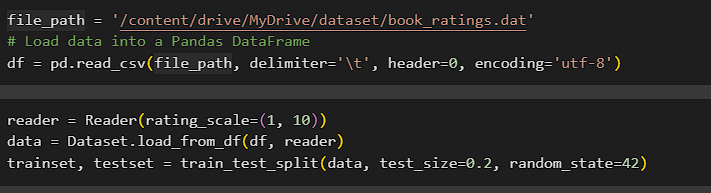 file_path = '/content/drive/MyDrive/dataset/book_ratings.dat'
# Load data into a Pandas DataFrame
df = pd.read_csv(file_path, delimiter='\t', header=0, encoding='utf-8')
reader = Reader(rating_scale=(1, 10))
data = Dataset.load_from_df(df, reader)
trainset, testset = train_test_split(data, test_size=0.2, random_state=42)